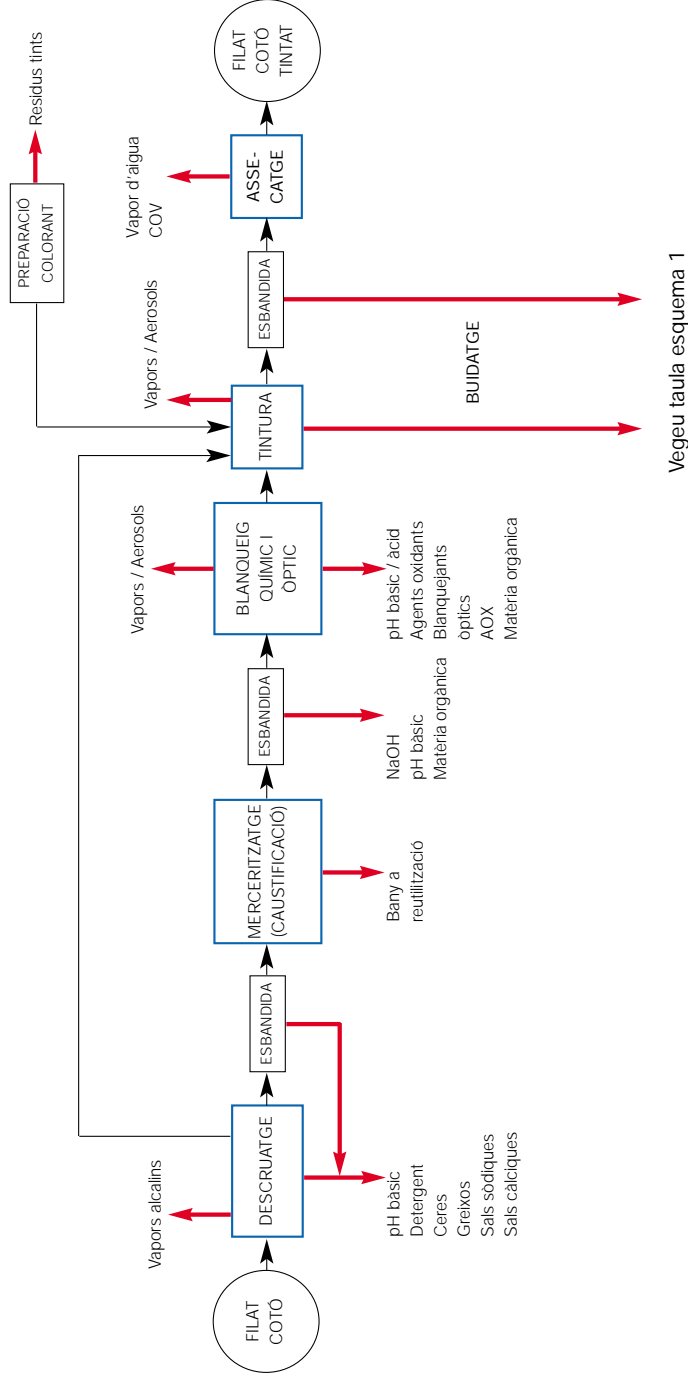 FILAT
COTÓ
Vapors alcalins
DESCRUATGE
pH bàsic
Detergent
Ceres
Greixos
Sals sòdiques
Sals càlciques
ESBANDIDA
MERCERITZATGE
(CAUSTIFICACIÓ)
Bany a
reutilització
ESBANDIDA
NaOH
pH bàsic
Matèria orgànica
Vapors / Aerosols
BLANQUEIG
QUÍMIC I
ÒPTIC
pH bàsic / àcid
Agents oxidants
Blanquejants
òptics
AOX
Matèria orgànica
Vapors / Aerosols
TINTURA
PREPARACIÓ
COLORANT
Residus tints
ESBANDIDA
BUIDATGE
Vegeu taula esquema 1
Vapor d'aigua
COV
ASSE-
CATGE
FILAT
COTÓ
TINTAT